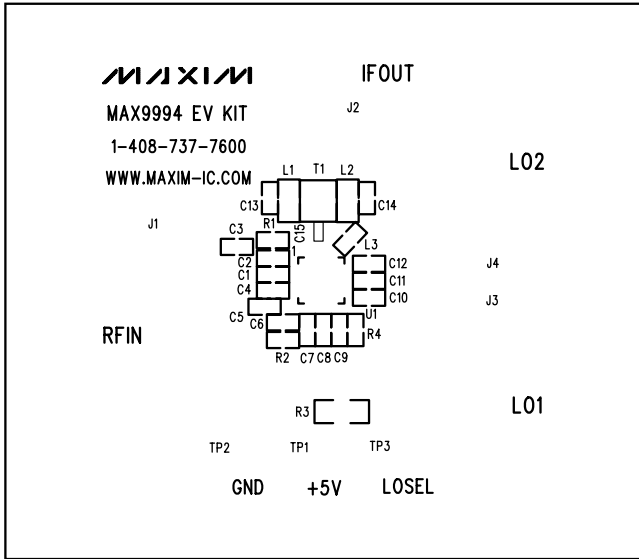 MAXIM
IFOUT
MAX9994 EV KIT
J2
1-408-737-7600
LO2
L1 T1 L2
WWW.MAXIM-IC.COM
C13 C14
J1
C3 R1 C15
L3
C2 1 C12 J4
C1 C11
C4 C10 J3
C5 C6 U1
RFIN R4
R2 C7 C8 C9
R3 LO1
TP2 TP1 TP3
GND +5V LOSEL